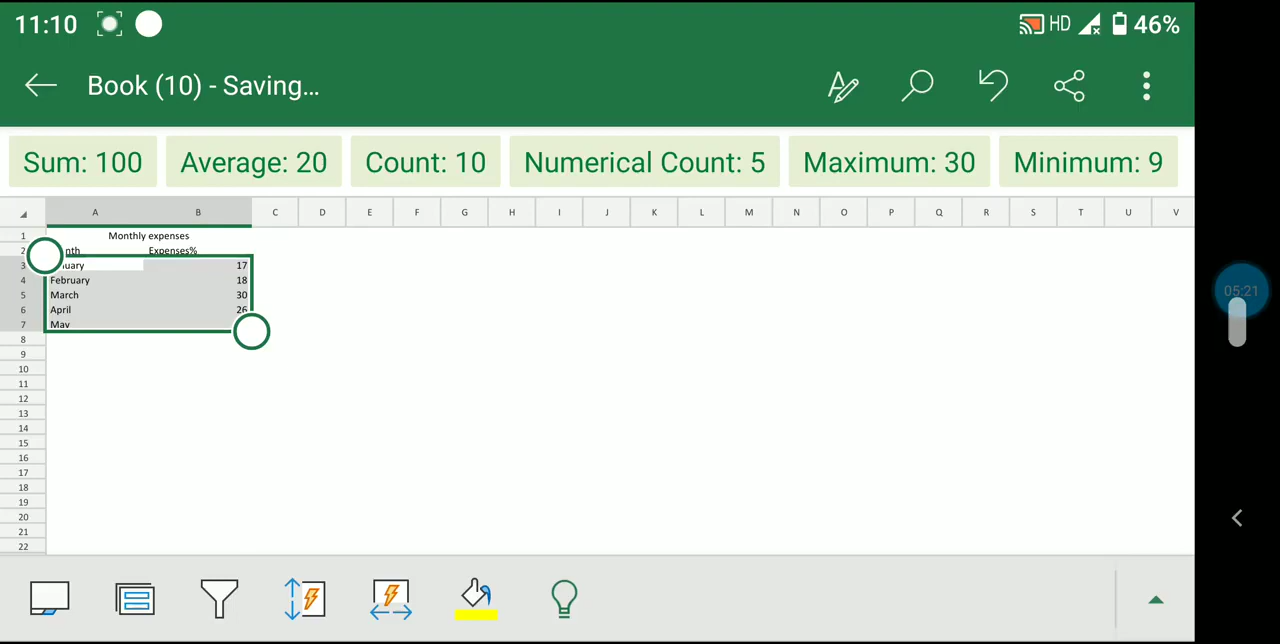 11:10 HD 46%
Book (10) - Saving...
Sum: 100 Average: 20 Count: 10 Numerical Count: 5 Maximum: 30 Minimum: 9
A B C D E F G H I J K L M N O P Q R S T U V
1 Monthly expenses
2 nth Expenses%
3 uary 17
4 February 18
5 March 30
6 April 26
7 May
8
9
10
11
12
13
14
15
16
17
18
19
20
21
22
05:21